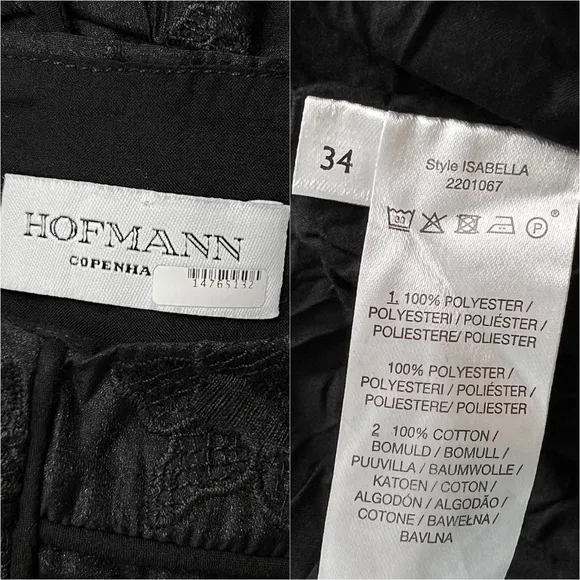 HOFMANN
COPENHA
14765132
34
Style ISABELLA
2201067
30
P
®
1. 100% POLYESTER /
POLYESTERI / POLIÉSTER /
POLIESTERE/ POLIESTER
100% POLYESTER /
POLYESTERI / POLIÉSTER /
POLIESTERE/ POLIESTER
2 100% COTTON /
BOMULD / BOMULL /
PUUVILLA / BAUMWOLLE /
KATOEN / COTON /
ALGODÓN / ALGODÃO /
COTONE / BAWEŁNA /
BAVLNA